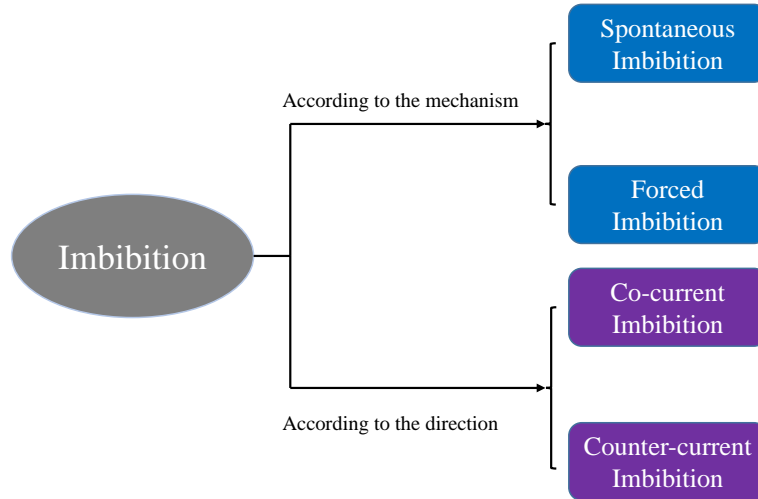 Spontaneous
Imbibition
According to the mechanism
Forced
Imbibition
Imbibition
Co-current
Imbibition
According to the direction
Counter-current
Imbibition